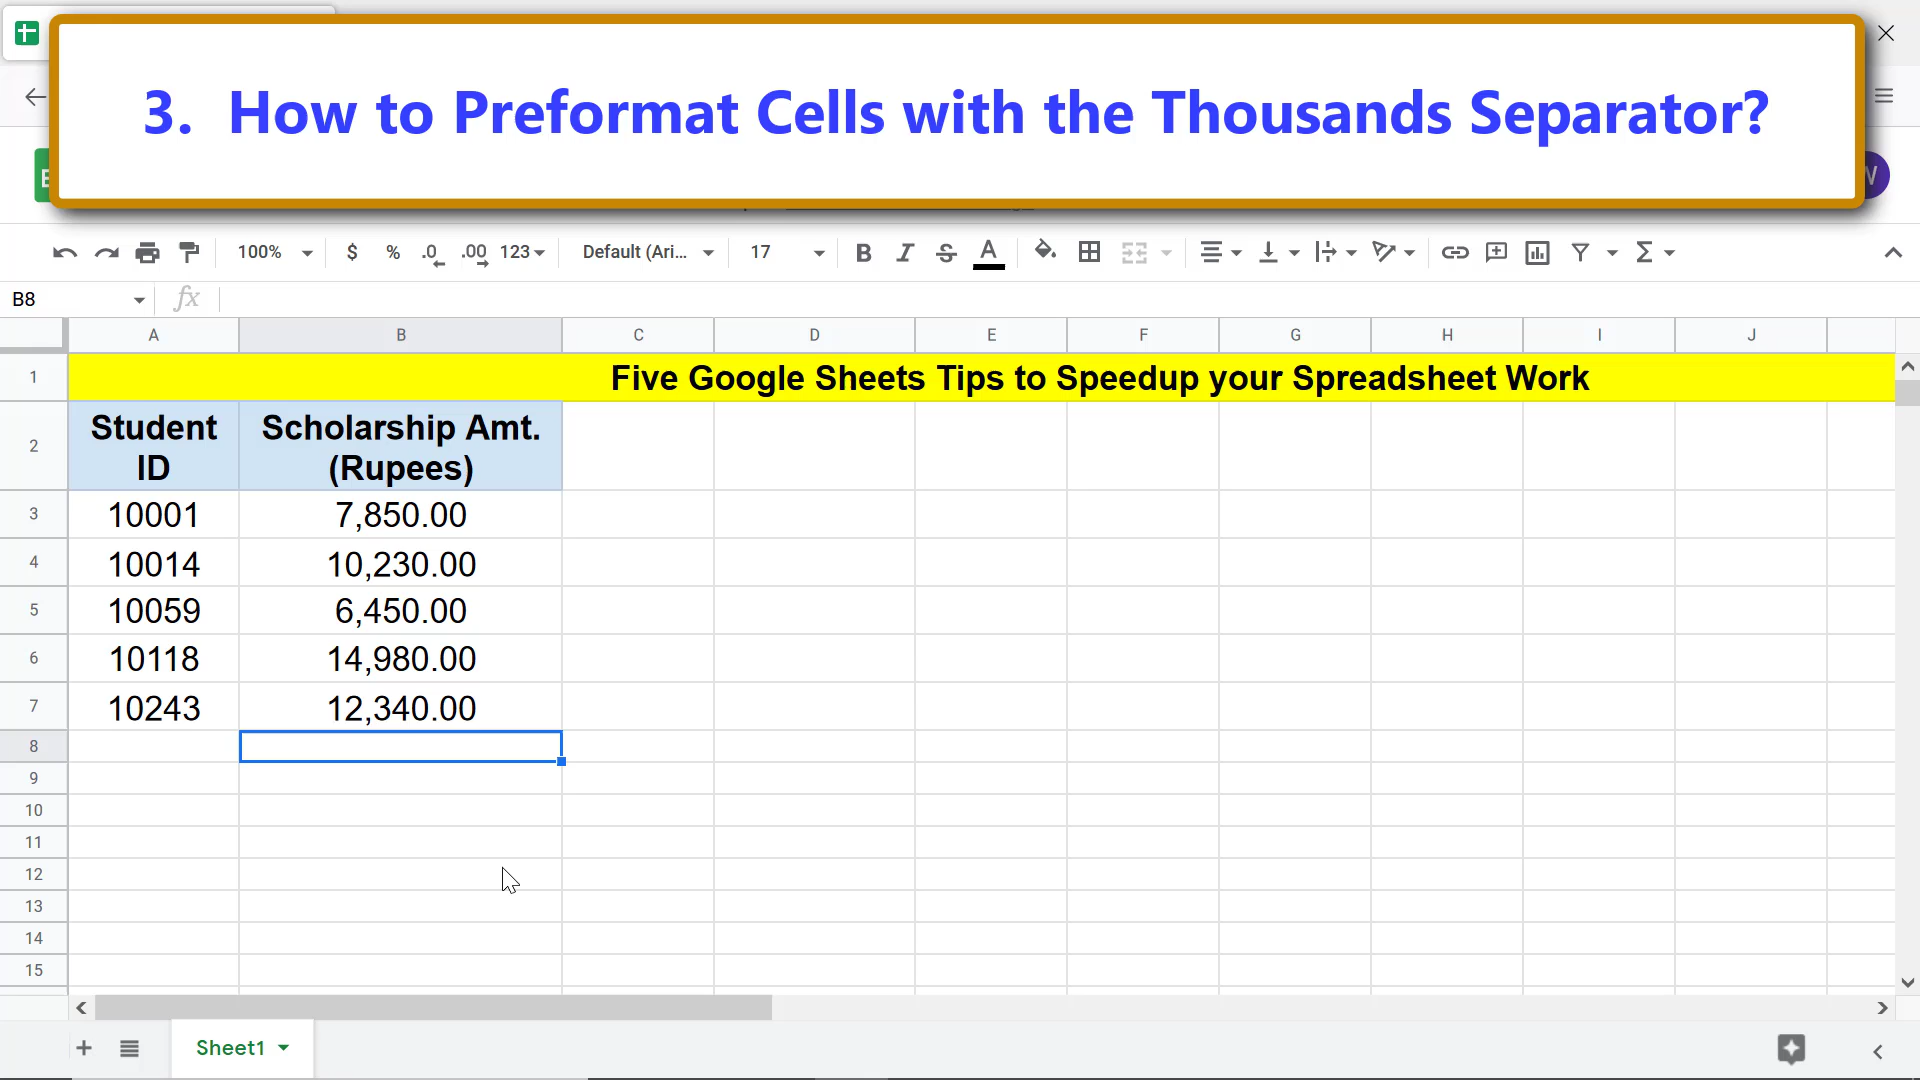 3. How to Preformat Cells with the Thousands Separator?
100% $ % .0 .00 123 Default (Ari... 17 B I S A
B8 fx
A B C D E F G H I J
1 Five Google Sheets Tips to Speedup your Spreadsheet Work
2 Student ID Scholarship Amt. (Rupees)
3 10001 7,850.00
4 10014 10,230.00
5 10059 6,450.00
6 10118 14,980.00
7 10243 12,340.00
8
9
10
11
12
13
14
15
Sheet1